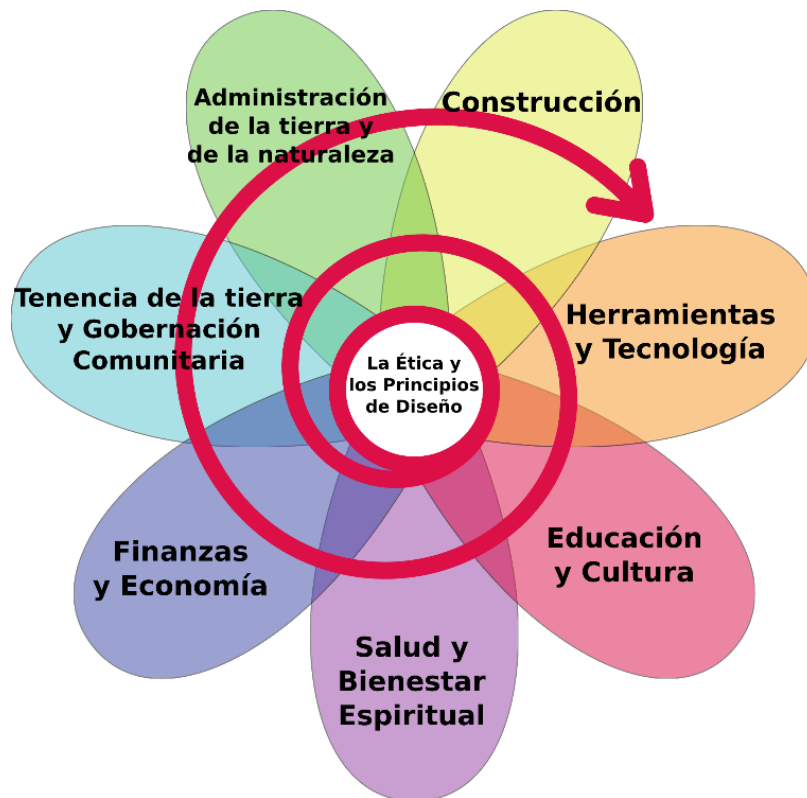 Administración
de la tierra y
de la naturaleza
Construcción
Herramientas
y Tecnología
Educación
y Cultura
Salud y
Bienestar
Espiritual
Finanzas
y Economía
Tenencia de la tierra
y Gobernación
Comunitaria
La Ética y
los Principios
de Diseño